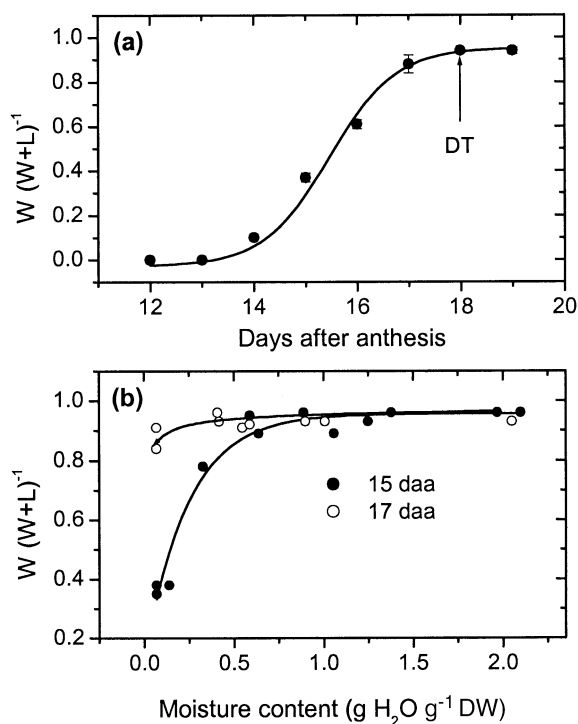 (a)
W (W+L)⁻¹
1.0
0.8
0.6
0.4
0.2
0.0
DT
12 14 16 18 20
Days after anthesis
(b)
W (W+L)⁻¹
1.0
0.8
0.6
0.4
0.2
15 daa
17 daa
0.0 0.5 1.0 1.5 2.0
Moisture content (g H₂O g⁻¹ DW)